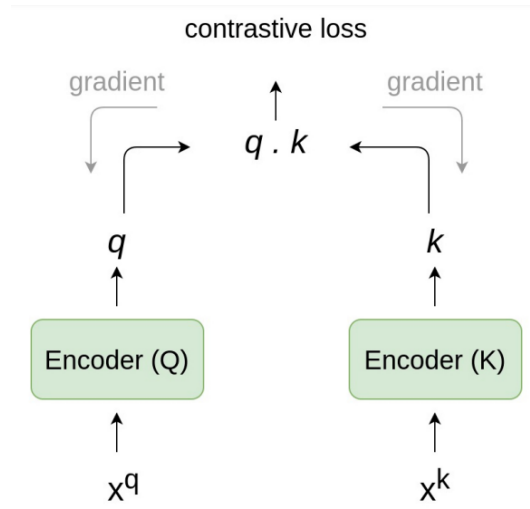 contrastive loss
gradient gradient
q . k
q k
Encoder (Q) Encoder (K)
x^q x^k